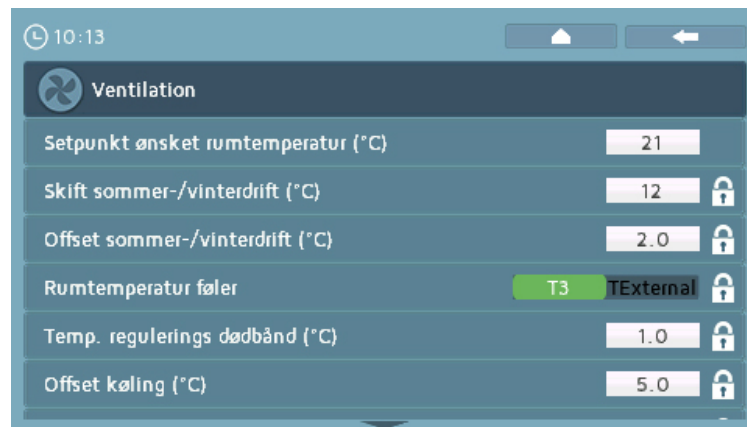 10:13
Ventilation
Setpunkt ønsket rumtemperatur (°C) 21
Skift sommer-/vinterdrift (°C) 12
Offset sommer-/vinterdrift (°C) 2.0
Rumtemperatur føler T3 TExternal
Temp. regulerings dødbånd (°C) 1.0
Offset køling (°C) 5.0